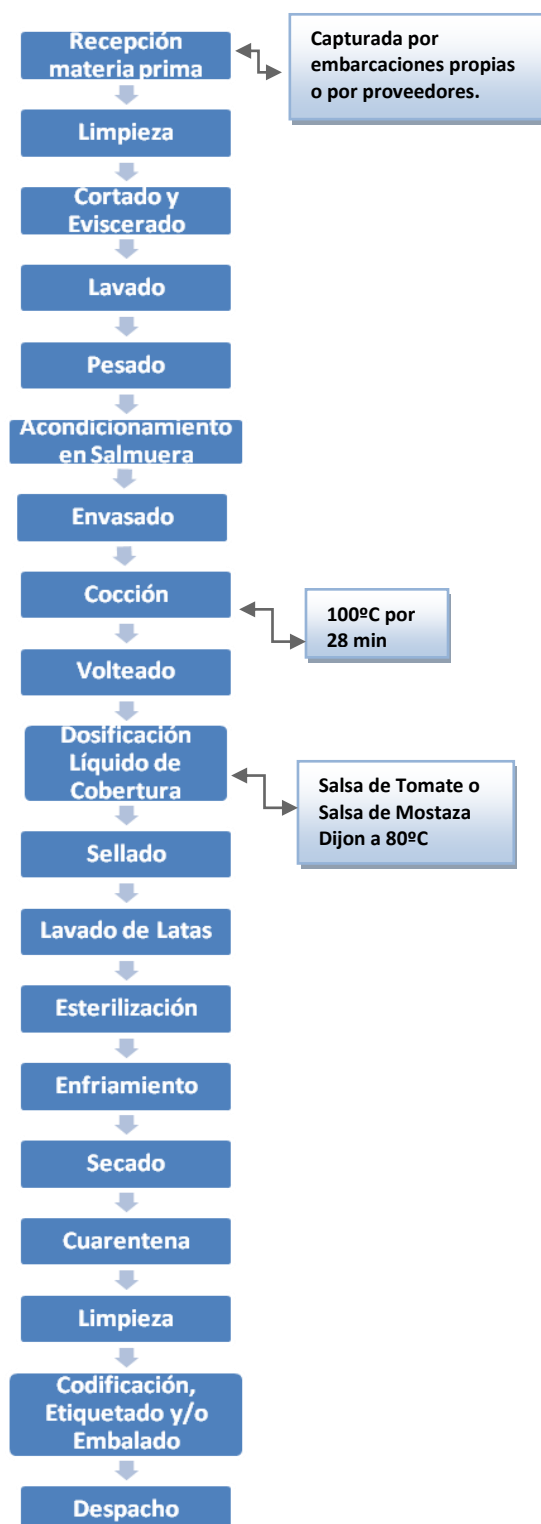 Recepción
materia prima
Capturada por
embarcaciones propias
o por proveedores.
Limpieza
Cortado y
Eviscerado
Lavado
Pesado
Acondicionamiento
en Salmuera
Envasado
Cocción
100ºC por
28 min
Volteado
Dosificación
Líquido de
Cobertura
Salsa de Tomate o
Salsa de Mostaza
Dijon a 80ºC
Sellado
Lavado de Latas
Esterilización
Enfriamiento
Secado
Cuarentena
Limpieza
Codificación,
Etiquetado y/o
Embalado
Despacho